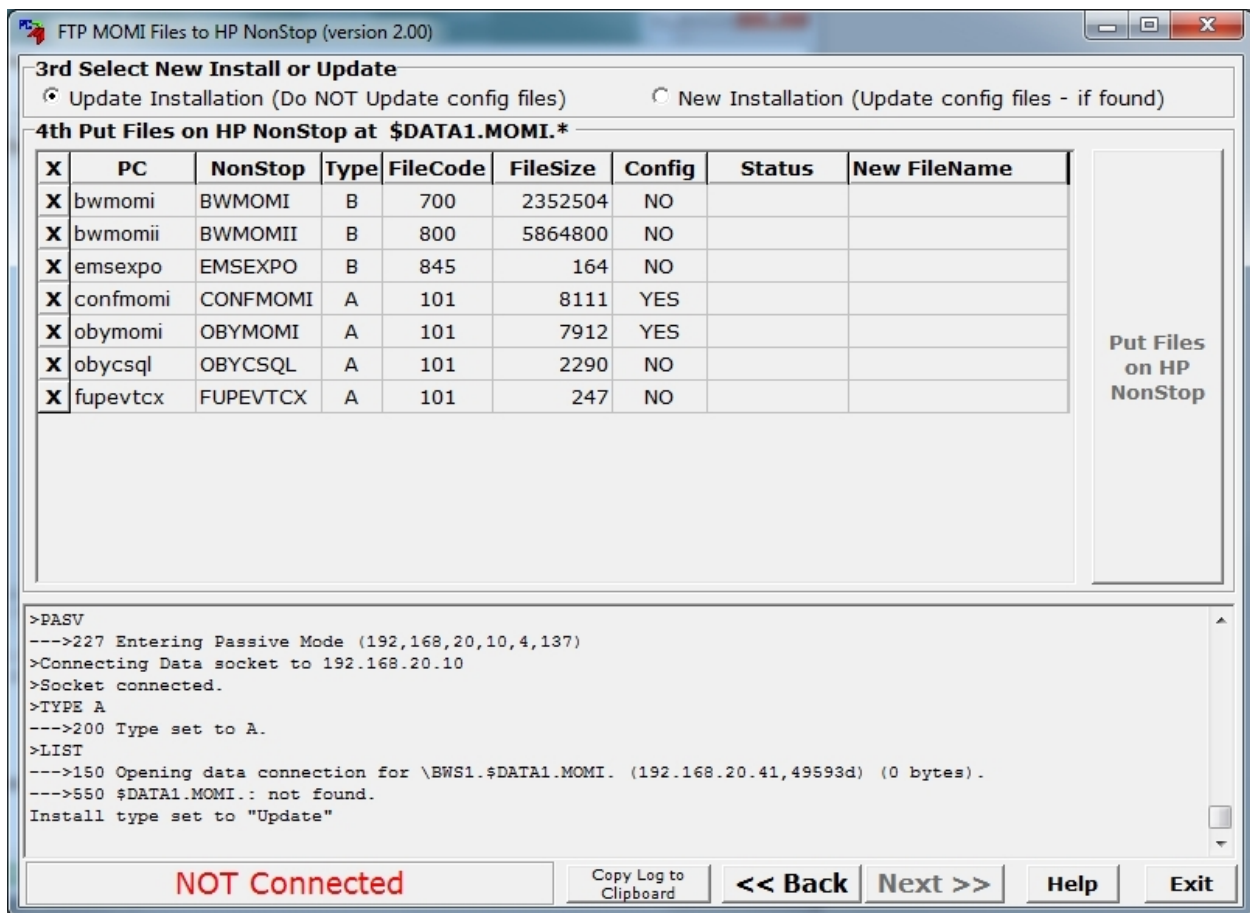 FTP MOMI Files to HP NonStop (version 2.00)
3rd Select New Install or Update
Update Installation (Do NOT Update config files) New Installation (Update config files - if found)
4th Put Files on HP NonStop at $DATA1.MOMI.*
X PC NonStop Type FileCode FileSize Config Status New FileName
X bwmomi BWMOMI B 700 2352504 NO
X bwmomii BWMOMII B 800 5864800 NO
X emsexpo EMSEXPO B 845 164 NO
X confmomi CONFMOMI A 101 8111 YES
X obymomi OBYMOMI A 101 7912 YES
X obycsql OBYCSQL A 101 2290 NO
X fupevtcx FUPEVTCX A 101 247 NO
Put Files
on HP
NonStop
>PASV
--->227 Entering Passive Mode (192,168,20,10,4,137)
>Connecting Data socket to 192.168.20.10
>Socket connected.
>TYPE A
--->200 Type set to A.
>LIST
--->150 Opening data connection for \BWS1.$DATA1.MOMI. (192.168.20.41,49593d) (0 bytes).
--->550 $DATA1.MOMI.: not found.
Install type set to "Update"
NOT Connected
Copy Log to
Clipboard
<< Back
Next >>
Help
Exit